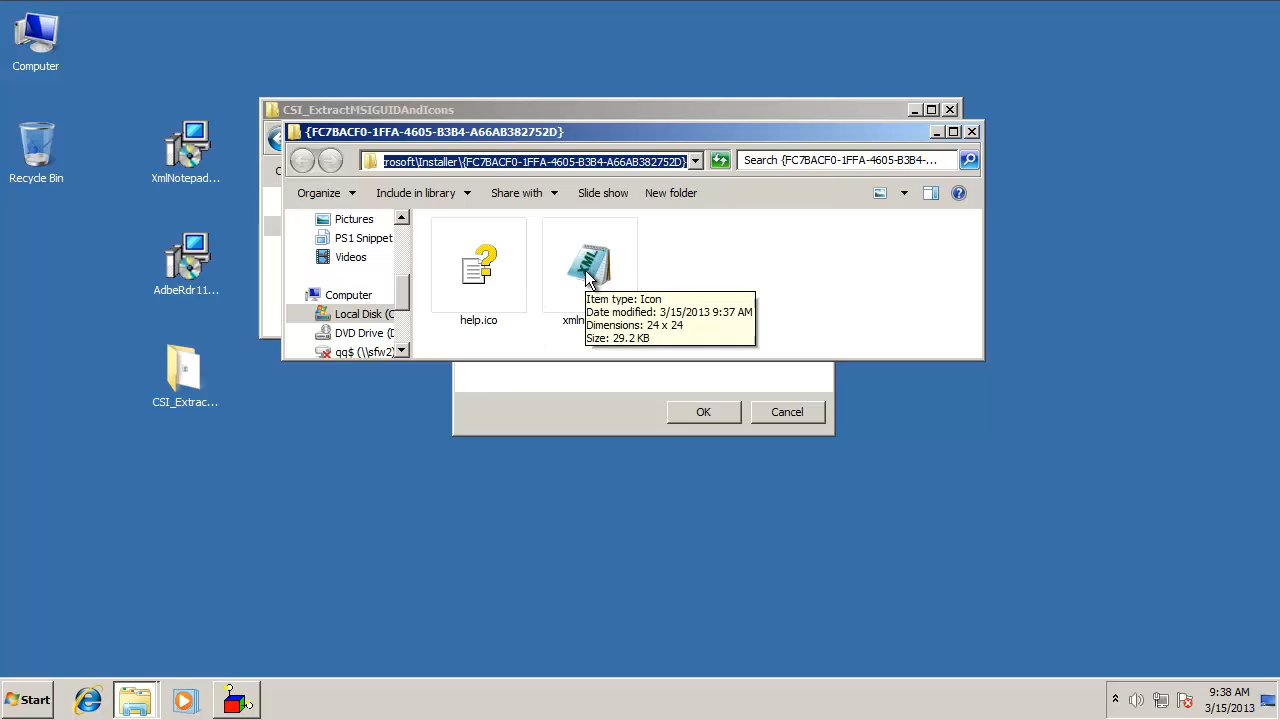 Computer
Recycle Bin
XmlNotepad...
AdbeRdr11...
CSI_Extrac...
CSI_ExtractMSIGUIDAndIcons
{FC7BACF0-1FFA-4605-B3B4-A66AB382752D}
rosoft\Installer\{FC7BACF0-1FFA-4605-B3B4-A66AB382752D}
Search {FC7BACF0-1FFA-4605-B3B4-...
Organize
Include in library
Share with
Slide show
New folder
Pictures
PS1 Snippet
Videos
Computer
Local Disk (C
DVD Drive (D
qq$ (\\sfw2)
XML
help.ico
xmln
Item type: Icon
Date modified: 3/15/2013 9:37 AM
Dimensions: 24 x 24
Size: 29.2 KB
OK
Cancel
Start
9:38 AM
3/15/2013